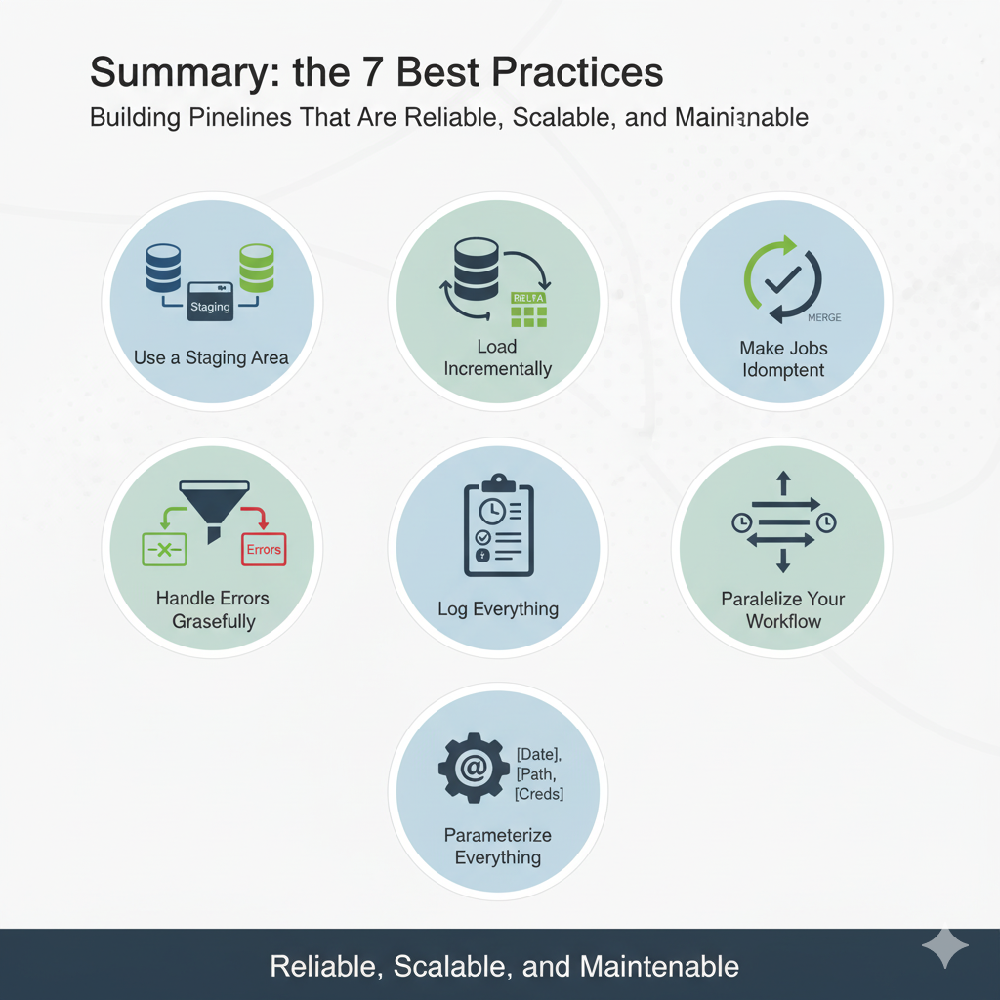 Summary: the 7 Best Practices
Building Pinelines That Are Reliable, Scalable, and
Staging
Use a Staging Area
Load
Incrementally
MERGE
Make Jobs
Idomptent
-X-
Errors
Handle Errors
Grasefully
Log Everything
Paralelize Your
Workflow
@
[Date],
[Path,
[Creds]
Parameterize
Everything
Reliable, Scalable, and Maintenable